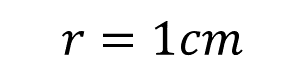 r = 1cm